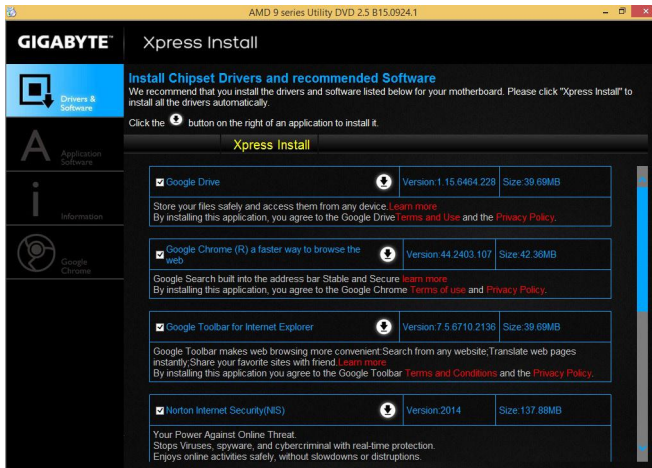 AMD 9 series Utility DVD 2.5 B15.0924.1
GIGABYTE™
Xpress Install
Drivers &
Software
Application
Software
Information
Google
Chrome
Install Chipset Drivers and recommended Software
We recommend that you install the drivers and software listed below for your motherboard. Please click "Xpress Install" to
install all the drivers automatically.
Click the button on the right of an application to install it.
Xpress Install
Google Drive Version:1.15.6464.228 Size:39.69MB
Store your files safely and access them from any device.Learn more
By installing this application, you agree to the Google DriveTerms and Use and the Privacy Policy.
Google Chrome (R) a faster way to browse the
web Version:44.2403.107 Size:42.36MB
Google Search built into the address bar Stable and Secure learn more
By installing this application, you agree to the Google Chrome Terms of use and Privacy Policy.
Google Toolbar for Internet Explorer Version:7.5.6710.2136 Size:39.69MB
Google Toolbar makes web browsing more convenient.Search from any website;Translate web pages
instantly;Share your favorite sites with friend.Learn more
By installing this application you agree to the Google Toolbar Terms and Conditions and the Privacy Policy.
Norton Internet Security(NIS) Version:2014 Size:137.88MB
Your Power Against Online Threat.
Stops Viruses, spyware, and cybercriminal with real-time protection.
Enjoys online activities safely, without slowdowns or distruptions.